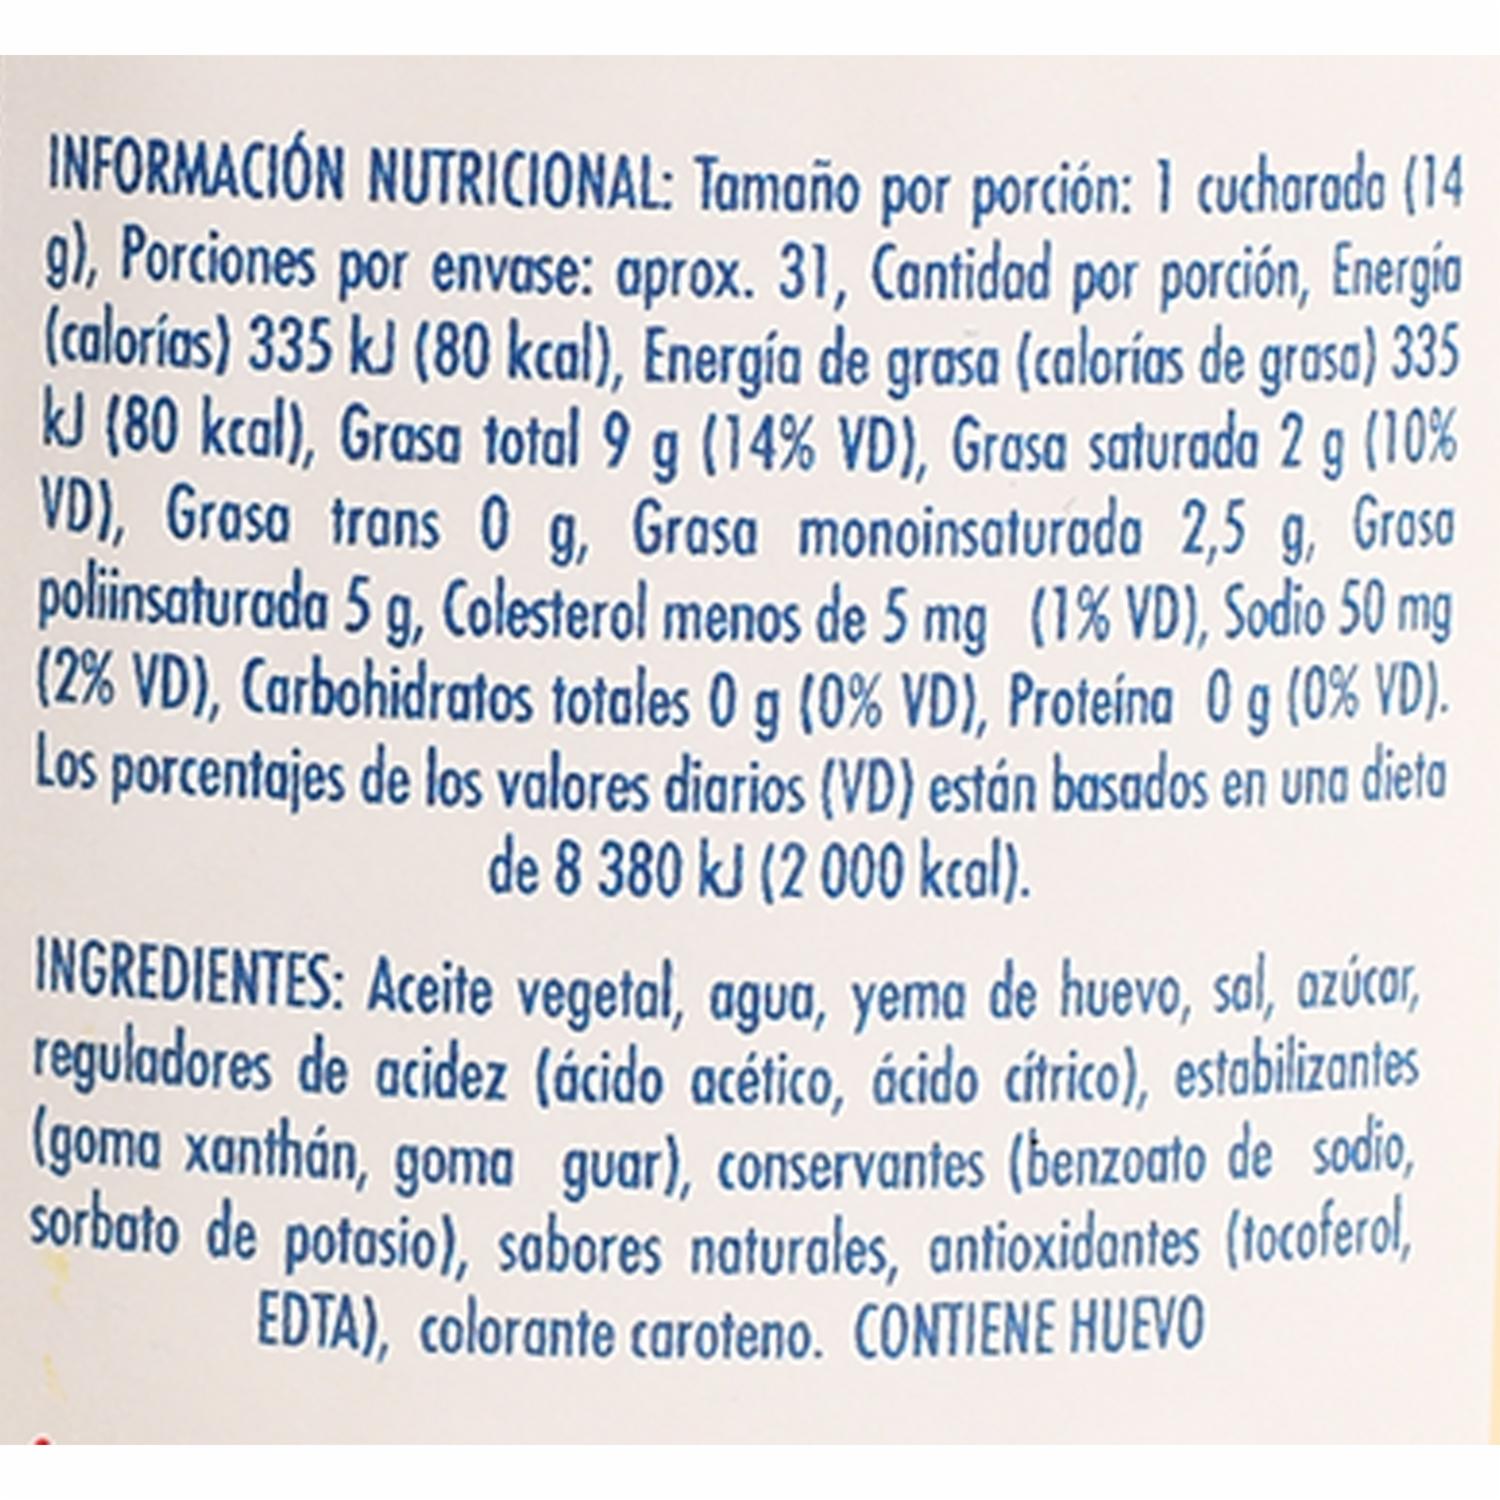 INFORMACIÓN NUTRICIONAL: Tamaño por porción: 1 cucharada (14
g), Porciones por envase: aprox. 31, Cantidad por porción, Energía
(calorías) 335 kJ (80 kcal), Energía de grasa (calorías de grasa) 335
kJ (80 kcal), Grasa total 9 g (14% VD), Grasa saturada 2 g (10%
VD), Grasa trans 0 g, Grasa monoinsaturada 2,5 g, Grasa
poliinsaturada 5 g, Colesterol menos de 5 mg (1% VD), Sodio 50 mg
(2% VD), Carbohidratos totales 0 g (0% VD), Proteína 0 g (0% VD).
Los porcentajes de los valores diarios (VD) están basados en una dieta
de 8 380 kJ (2 000 kcal).
INGREDIENTES: Aceite vegetal, agua, yema de huevo, sal, azúcar,
reguladores de acidez (ácido acético, ácido cítrico), estabilizantes
(goma xanthán, goma guar), conservantes (benzoato de sodio,
sorbato de potasio), sabores naturales, antioxidantes (tocoferol,
EDTA), colorante caroteno. CONTIENE HUEVO